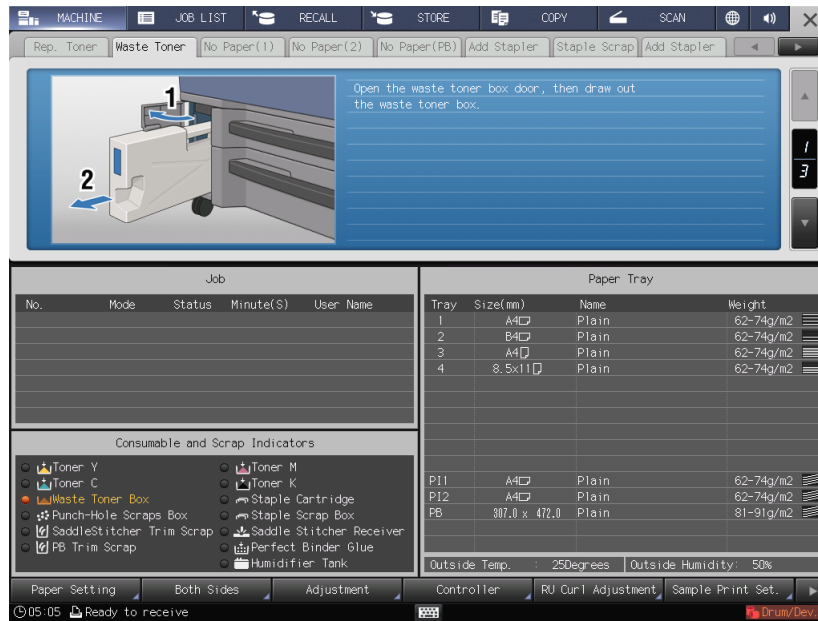 MACHINE JOB LIST RECALL STORE COPY SCAN
Rep. Toner Waste Toner No Paper(1) No Paper(2) No Paper(PB) Add Stapler Staple Scrap Add Stapler
1
2
Open the waste toner box door, then draw out
the waste toner box.
1
3
Job
No. Mode Status Minute(S) User Name
Paper Tray
Tray Size(mm) Name Weight
1 A4 Plain 62-74g/m2
2 B4 Plain 62-74g/m2
3 A4 Plain 62-74g/m2
4 8.5x11 Plain 62-74g/m2
PI1 A4 Plain 62-74g/m2
PI2 A4 Plain 62-74g/m2
PB 307.0 x 472.0 Plain 81-91g/m2
Outside Temp. : 25Degrees Outside Humidity: 50%
Consumable and Scrap Indicators
Toner Y Toner M
Toner C Toner K
Waste Toner Box Staple Cartridge
Punch-Hole Scraps Box Staple Scrap Box
SaddleStitcher Trim Scrap Saddle Stitcher Receiver
PB Trim Scrap Perfect Binder Glue
Humidifier Tank
Paper Setting Both Sides Adjustment Controller RU Curl Adjustment Sample Print Set.
05:05 Ready to receive Drum/Dev.